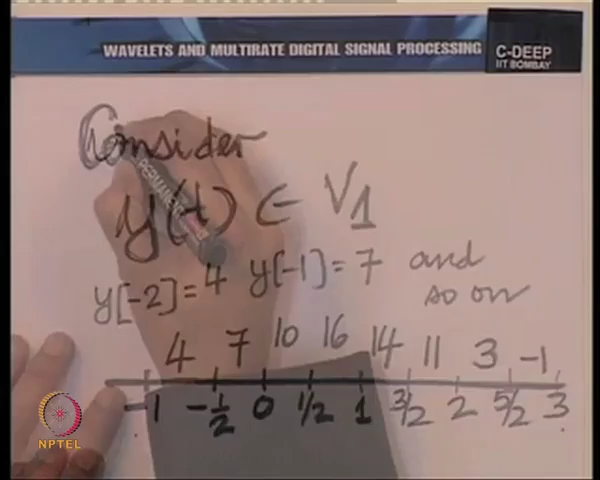 WAVELETS AND MULTIRATE DIGITAL SIGNAL PROCESSING
C-DEEP
IIT BOMBAY
Consider
PERMANENT
y(t) ∈ V1
y[-2] = 4 y[-1] = 7 and
so on
4 7 10 16 14 11 3 -1
-1 -1/2 0 1/2 1 3/2 2 5/2 3
NPTEL